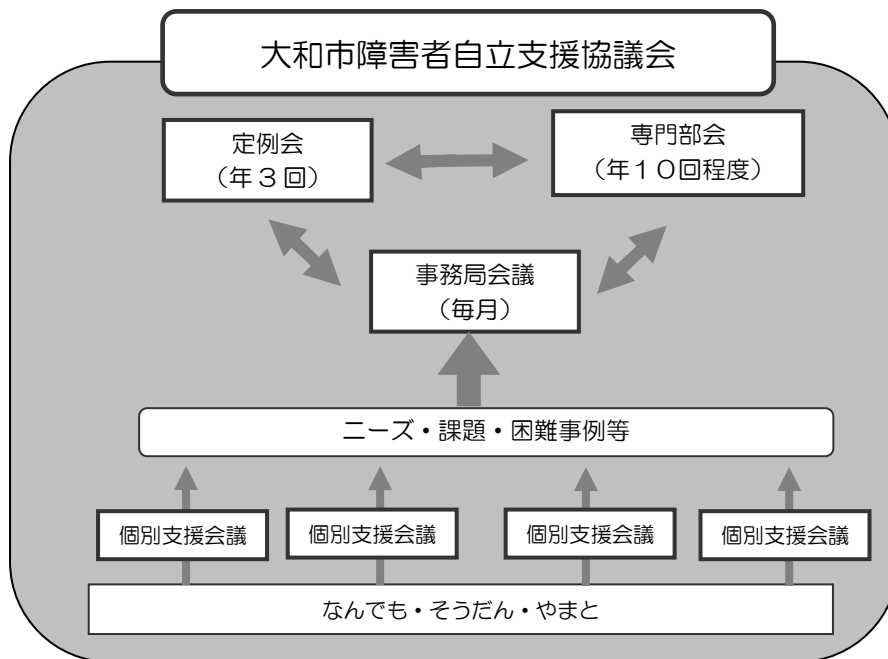 大和市障害者自立支援協議会
定例会
（年３回）
専門部会
（年１０回程度）
事務局会議
（毎月）
ニーズ・課題・困難事例等
個別支援会議
個別支援会議
個別支援会議
個別支援会議
なんでも・そうだん・やまと